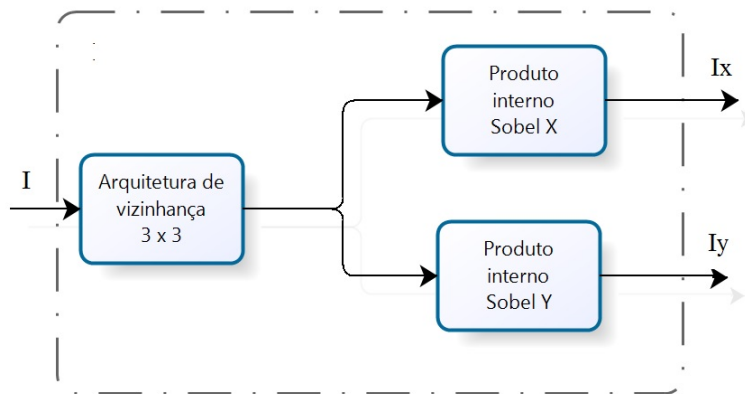 I
Arquitetura de
vizinhança
3 x 3
Produto
interno
Sobel X
Ix
Produto
interno
Sobel Y
Iy